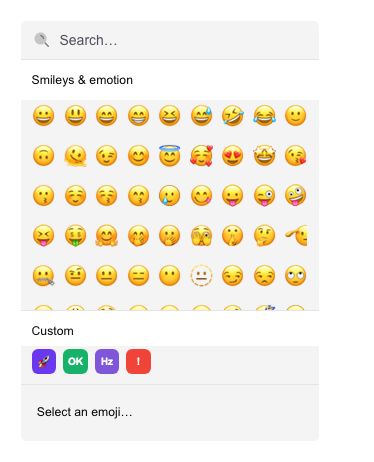 Search…
Smileys & emotion
Custom
OK Hz !
Select an emoji…